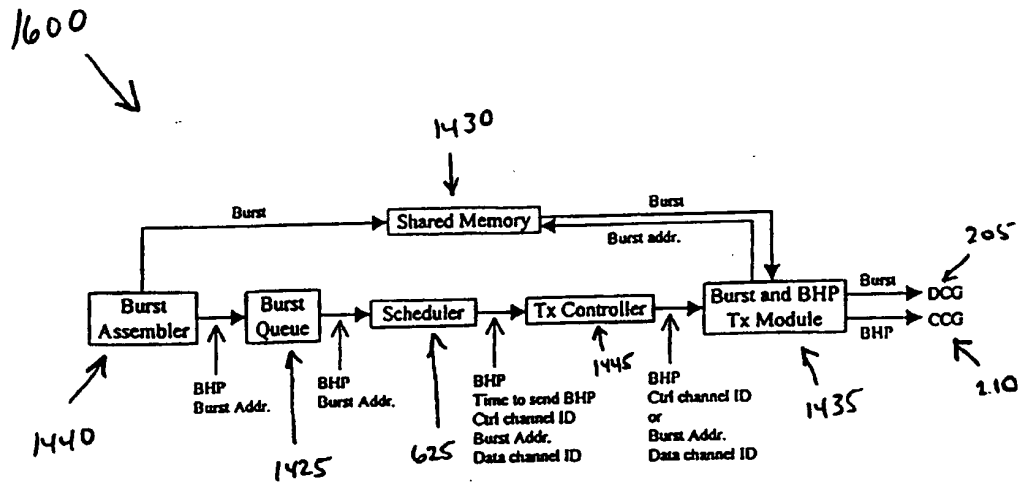 1600
1430
Burst
Shared Memory
Burst
Burst addr.
205
Burst
Assembler
Burst
Queue
Scheduler
Tx Controller
Burst and BHP
Tx Module
Burst
DCG
BHP
CCG
1440
BHP
Burst Addr.
1425
BHP
Burst Addr.
625
BHP
Time to send BHP
Ctrl channel ID
Burst Addr.
Data channel ID
1445
BHP
Ctrl channel ID
or
Burst Addr.
Data channel ID
1435
210